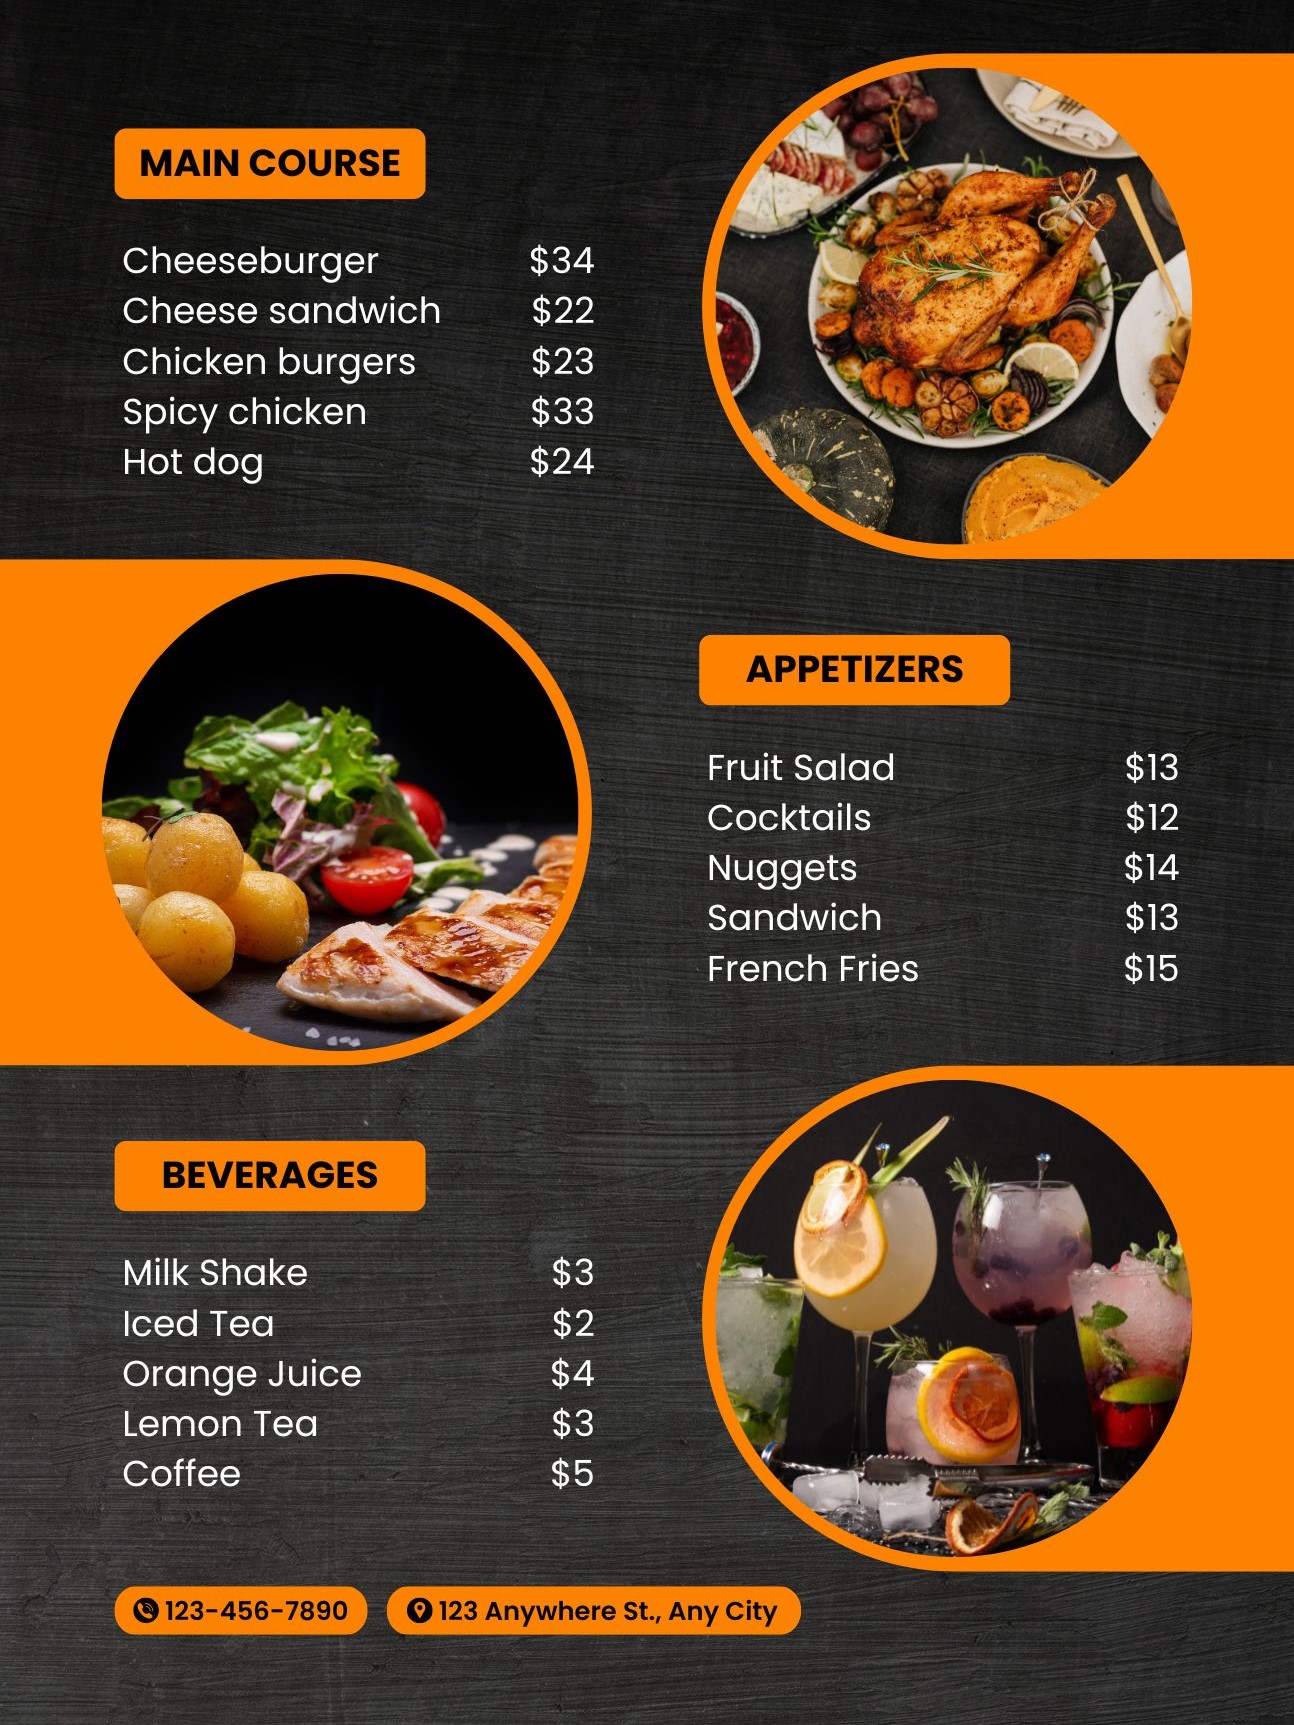 MAIN COURSE
Cheeseburger $34
Cheese sandwich $22
Chicken burgers $23
Spicy chicken $33
Hot dog $24
APPETIZERS
Fruit Salad $13
Cocktails $12
Nuggets $14
Sandwich $13
French Fries $15
BEVERAGES
Milk Shake $3
Iced Tea $2
Orange Juice $4
Lemon Tea $3
Coffee $5
123-456-7890 123 Anywhere St., Any City